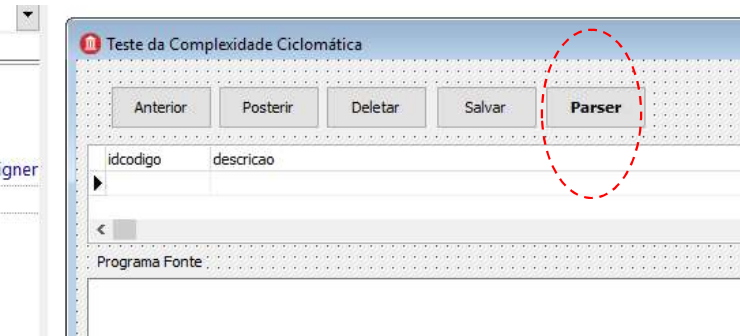 Teste da Complexidade Ciclomática
Anterior Posterir Deletar Salvar Parser
idcodigo descricao
igner
Programa Fonte